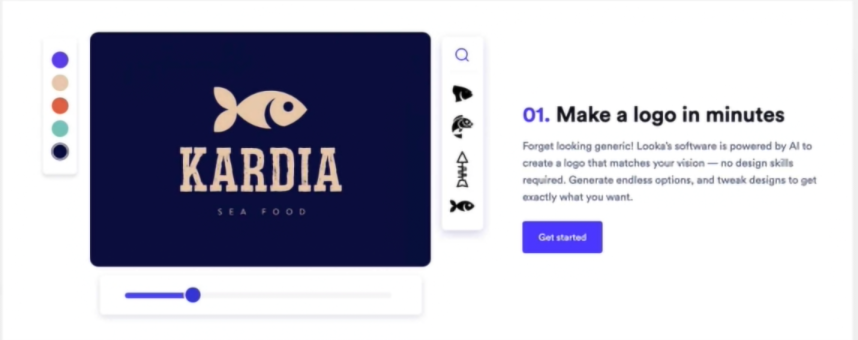 KARDIA
SEA FOOD
01. Make a logo in minutes
Forget looking generic! Looka's software is powered by AI to
create a logo that matches your vision — no design skills
required. Generate endless options, and tweak designs to get
exactly what you want.
Get started